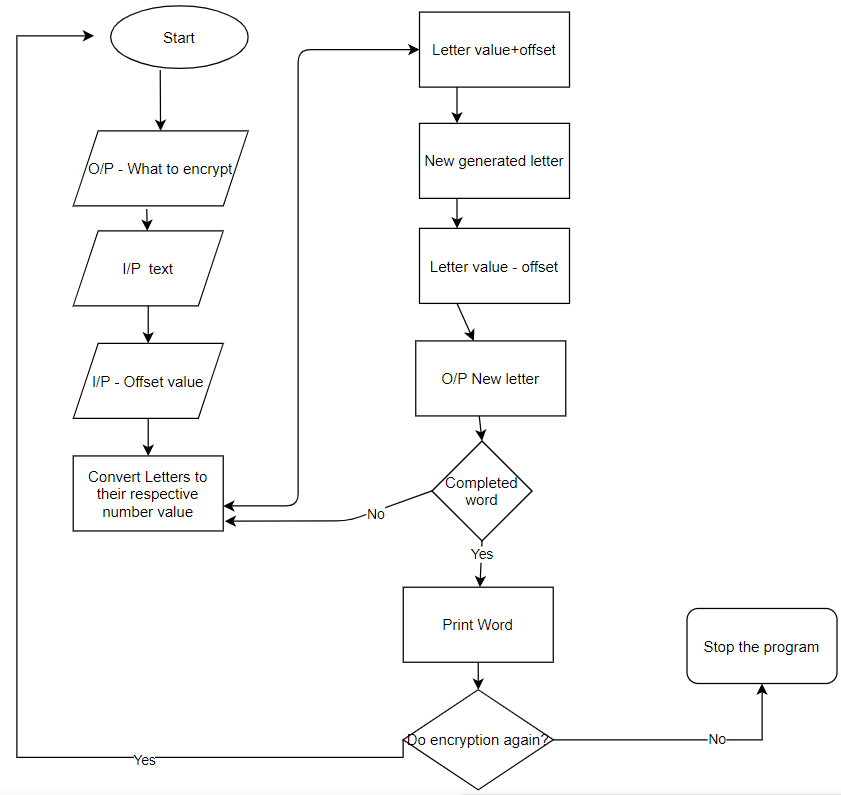 Start
O/P - What to encrypt
I/P  text
I/P - Offset value
Convert Letters to
their respective
number value
Letter value+offset
New generated letter
Letter value - offset
O/P New letter
Completed
word
No
Yes
Print Word
Do encryption again?
Yes
No
Stop the program